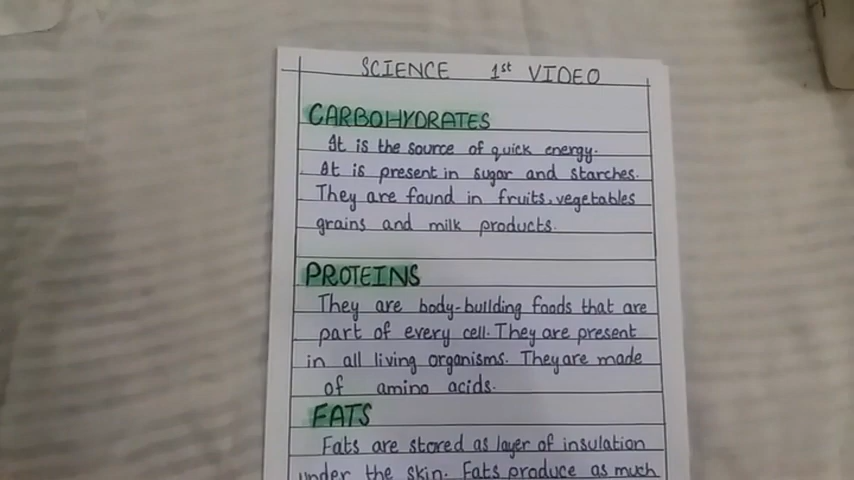 SCIENCE 1st VIDEO
CARBOHYDRATES
It is the source of quick energy.
It is present in sugar and starches.
They are found in fruits, vegetables
grains and milk products.
PROTEINS
They are body-building foods that are
part of every cell. They are present
in all living organisms. They are made
of amino acids.
FATS
Fats are stored as layer of insulation
under the skin. Fats produce as much